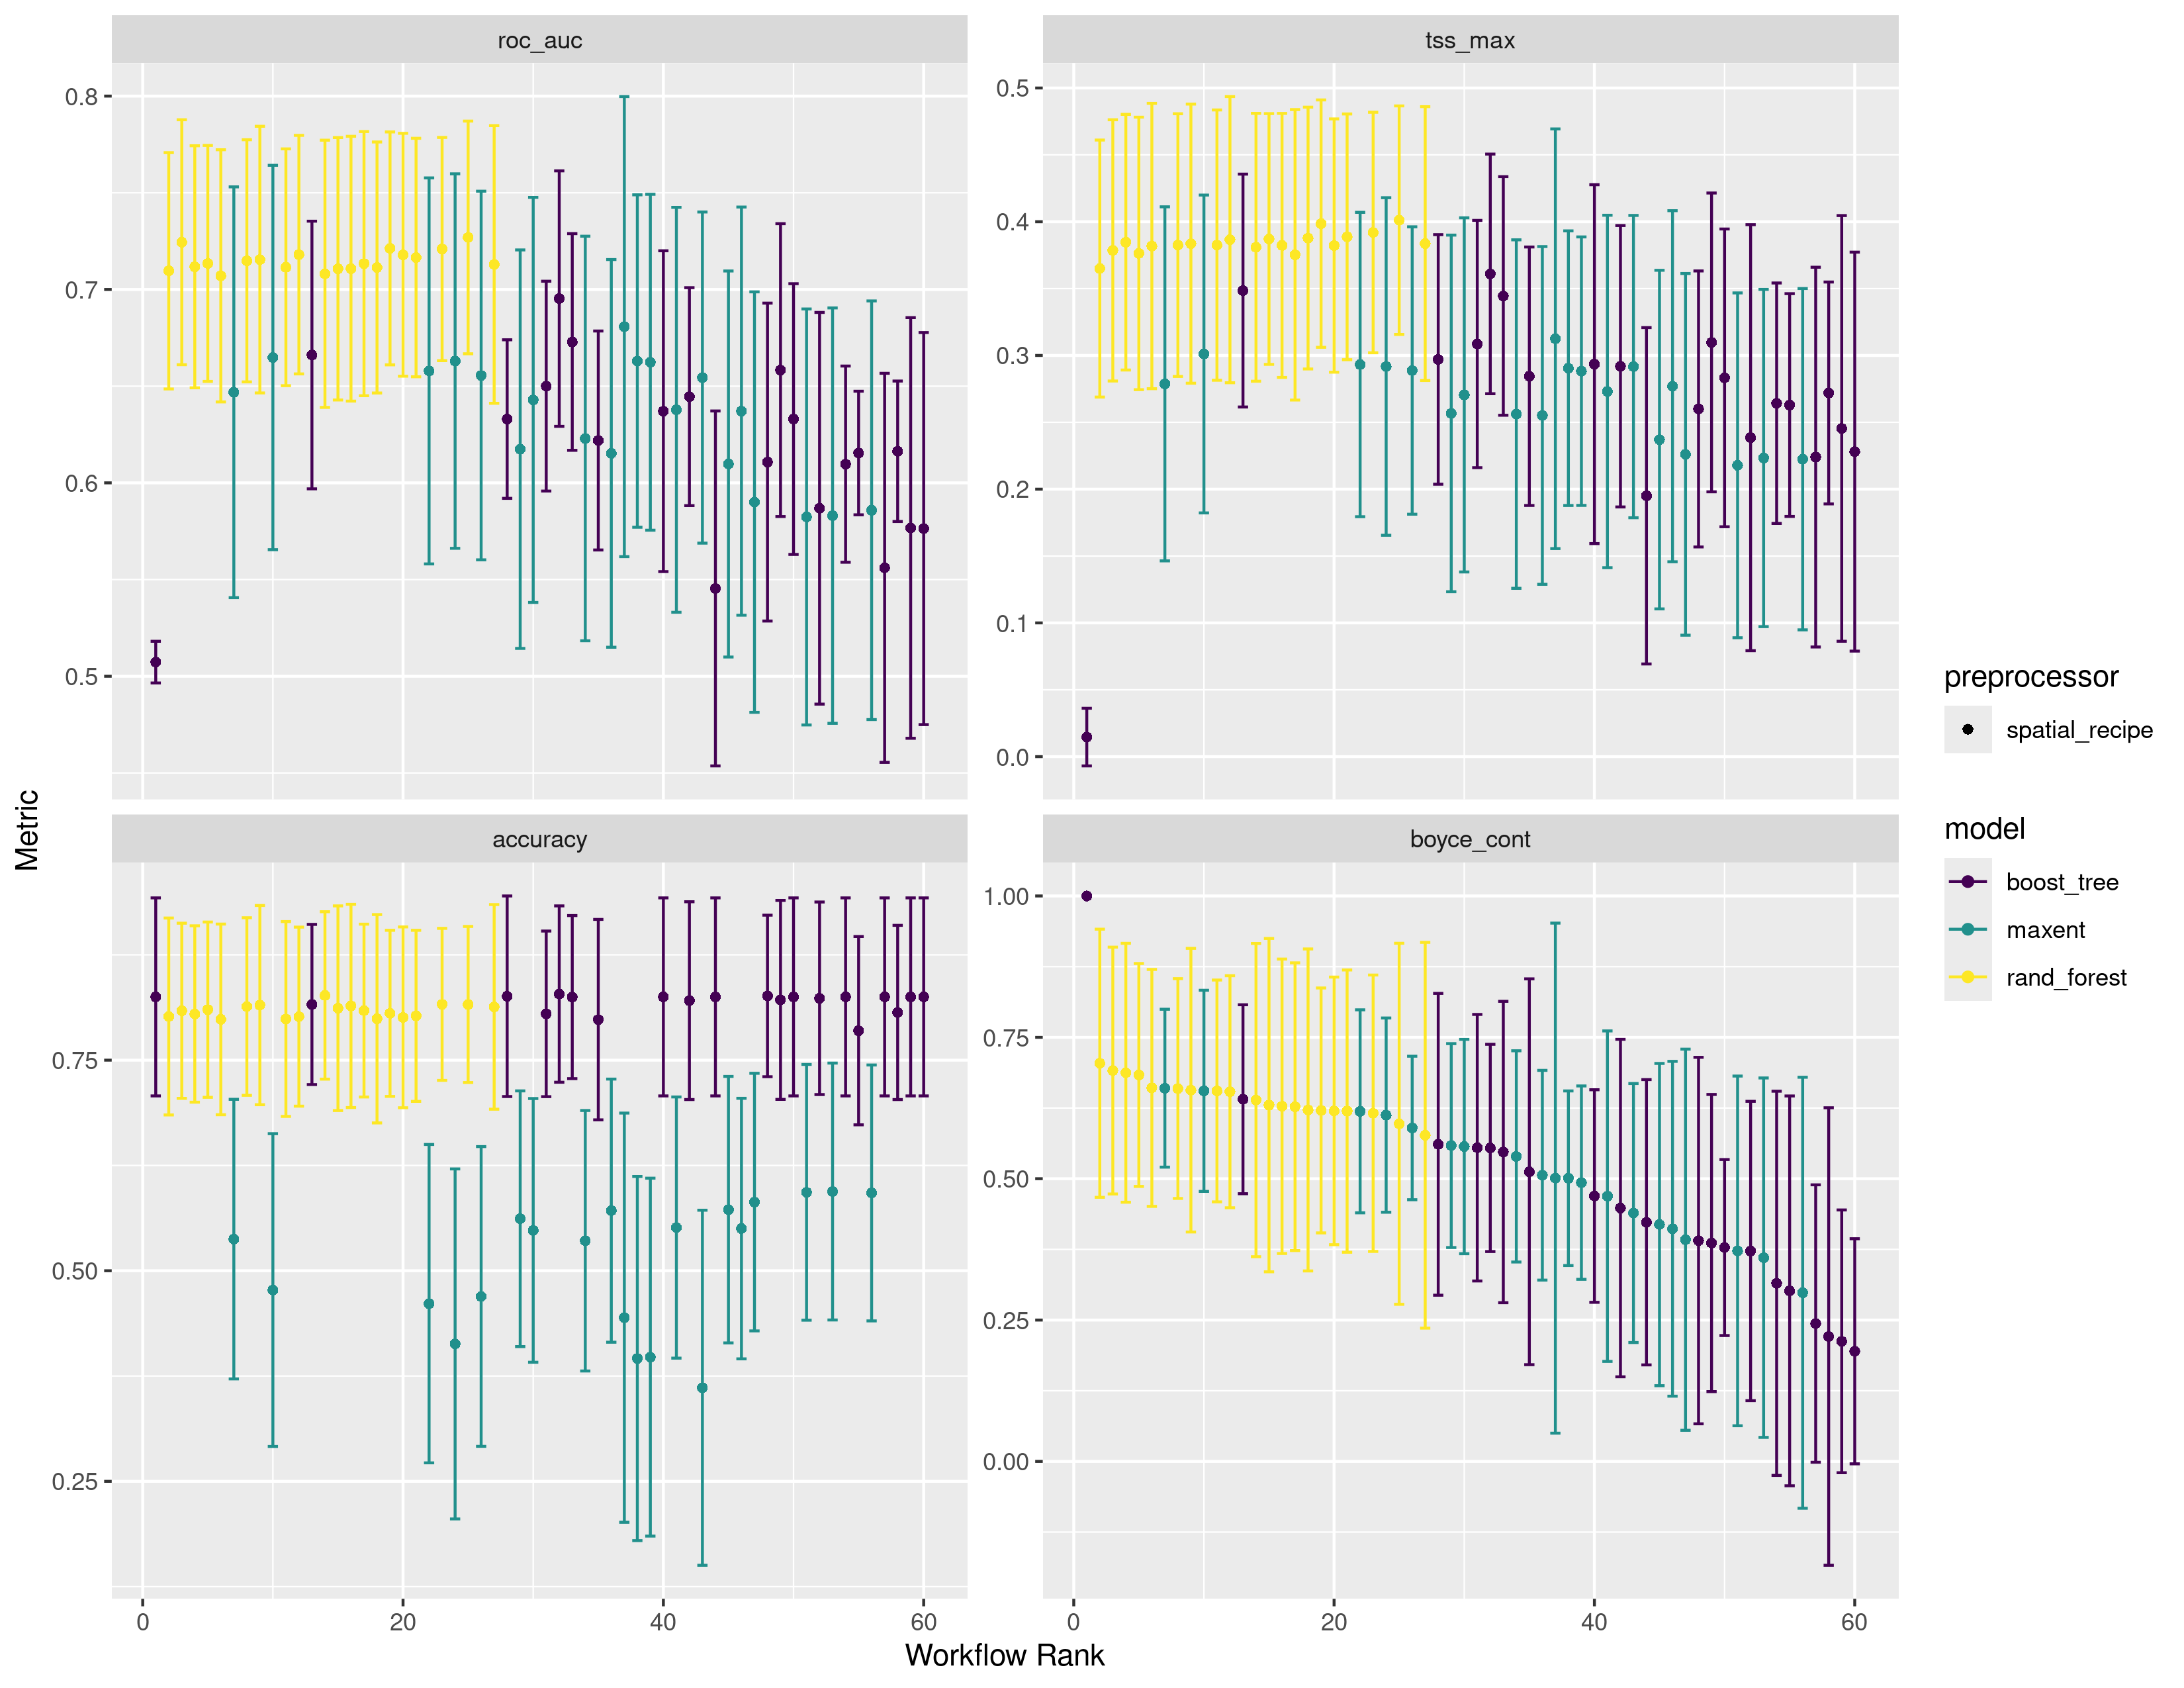 roc_auc
tss_max
0.8
0.7
0.6
0.5
0.5
0.4
0.3
0.2
0.1
0.0
accuracy
boyce_cont
0.75
0.50
0.25
1.00
0.75
0.50
0.25
0.00
0
20
40
60
0
20
40
60
Workflow Rank
Metric
preprocessor
spatial_recipe
model
boost_tree
maxent
rand_forest